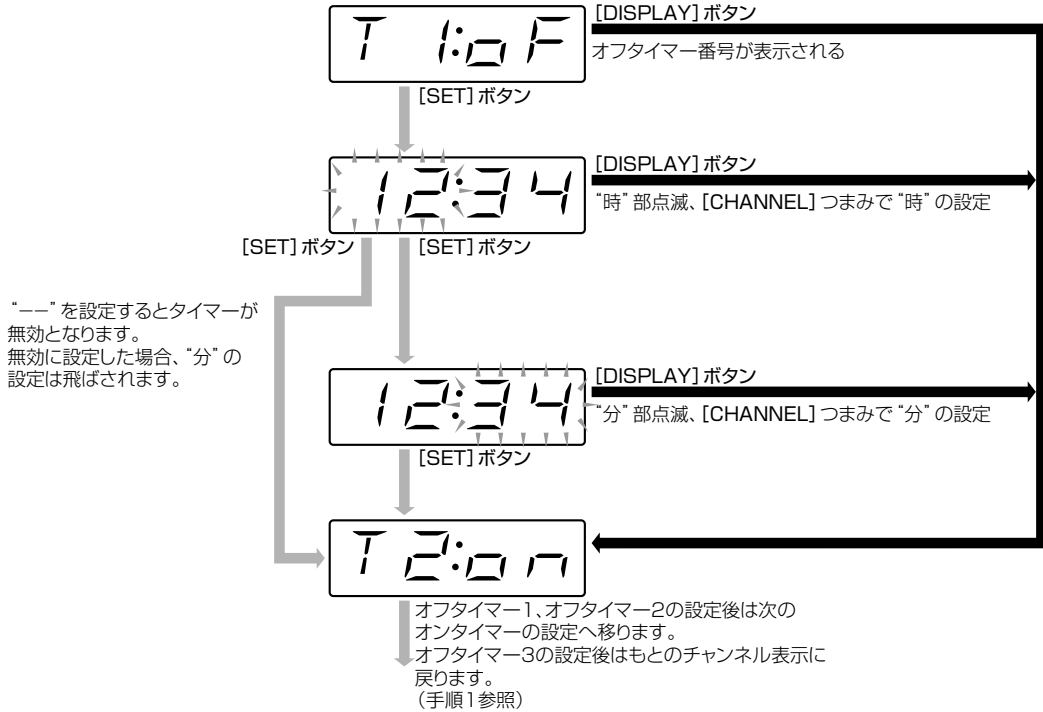 T 1:oF
[DISPLAY]ボタン
オフタイマー番号が表示される
[SET]ボタン
12:34
[DISPLAY]ボタン
“時”部点滅、[CHANNEL]つまみで“時”の設定
[SET]ボタン
[SET]ボタン
“−−”を設定するとタイマーが
無効となります。
無効に設定した場合、“分”の
設定は飛ばされます。
12:34
[DISPLAY]ボタン
“分”部点滅、[CHANNEL]つまみで“分”の設定
[SET]ボタン
T 2:on
オフタイマー1、オフタイマー2の設定後は次の
オンタイマーの設定へ移ります。
オフタイマー3の設定後はもとのチャンネル表示に
戻ります。
(手順1参照)